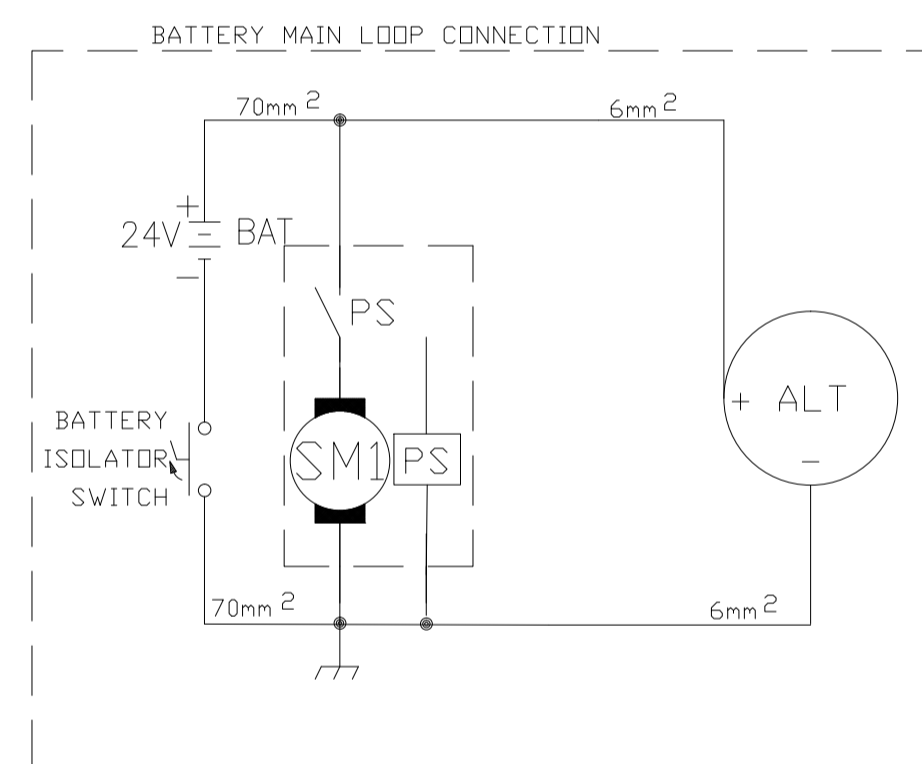 BATTERY MAIN LOOP CONNECTION
70mm 2
6mm 2
+
24V
BAT
−
PS
BATTERY
ISOLATOR
SWITCH
SM1
PS
+ ALT
−
70mm 2
6mm 2